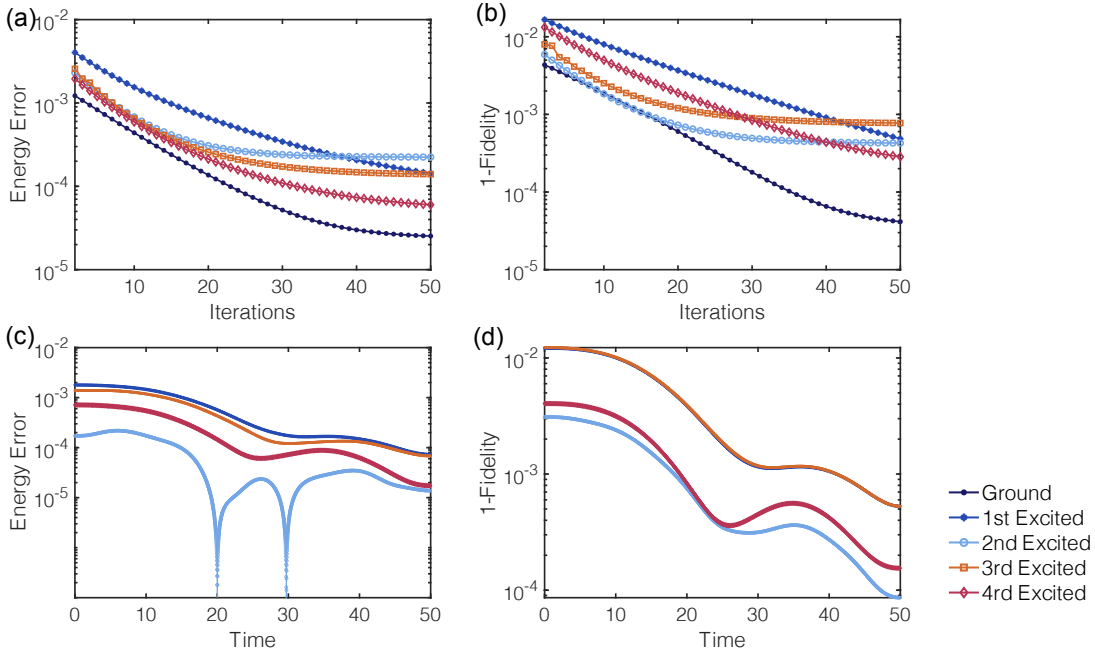 (a)
10^-2
10^-3
10^-4
10^-5
Energy Error
10 20 30 40 50
Iterations
(b)
10^-2
10^-3
10^-4
10^-5
1-Fidelity
10 20 30 40 50
Iterations
(c)
10^-2
10^-3
10^-4
10^-5
Energy Error
0 10 20 30 40 50
Time
(d)
10^-2
10^-3
10^-4
1-Fidelity
0 10 20 30 40 50
Time
Ground
1st Excited
2nd Excited
3rd Excited
4rd Excited